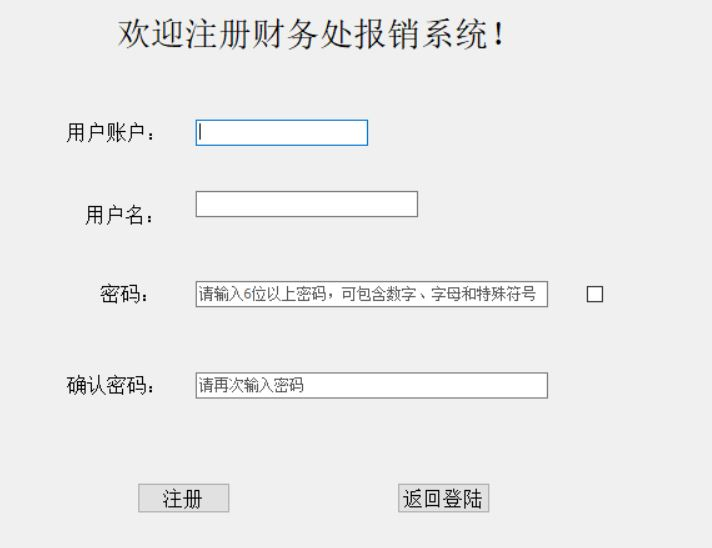 欢迎注册财务处报销系统！
用户账户：
用户名：
密码： 请输入6位以上密码，可包含数字、字母和特殊符号
确认密码： 请再次输入密码
注册 返回登陆